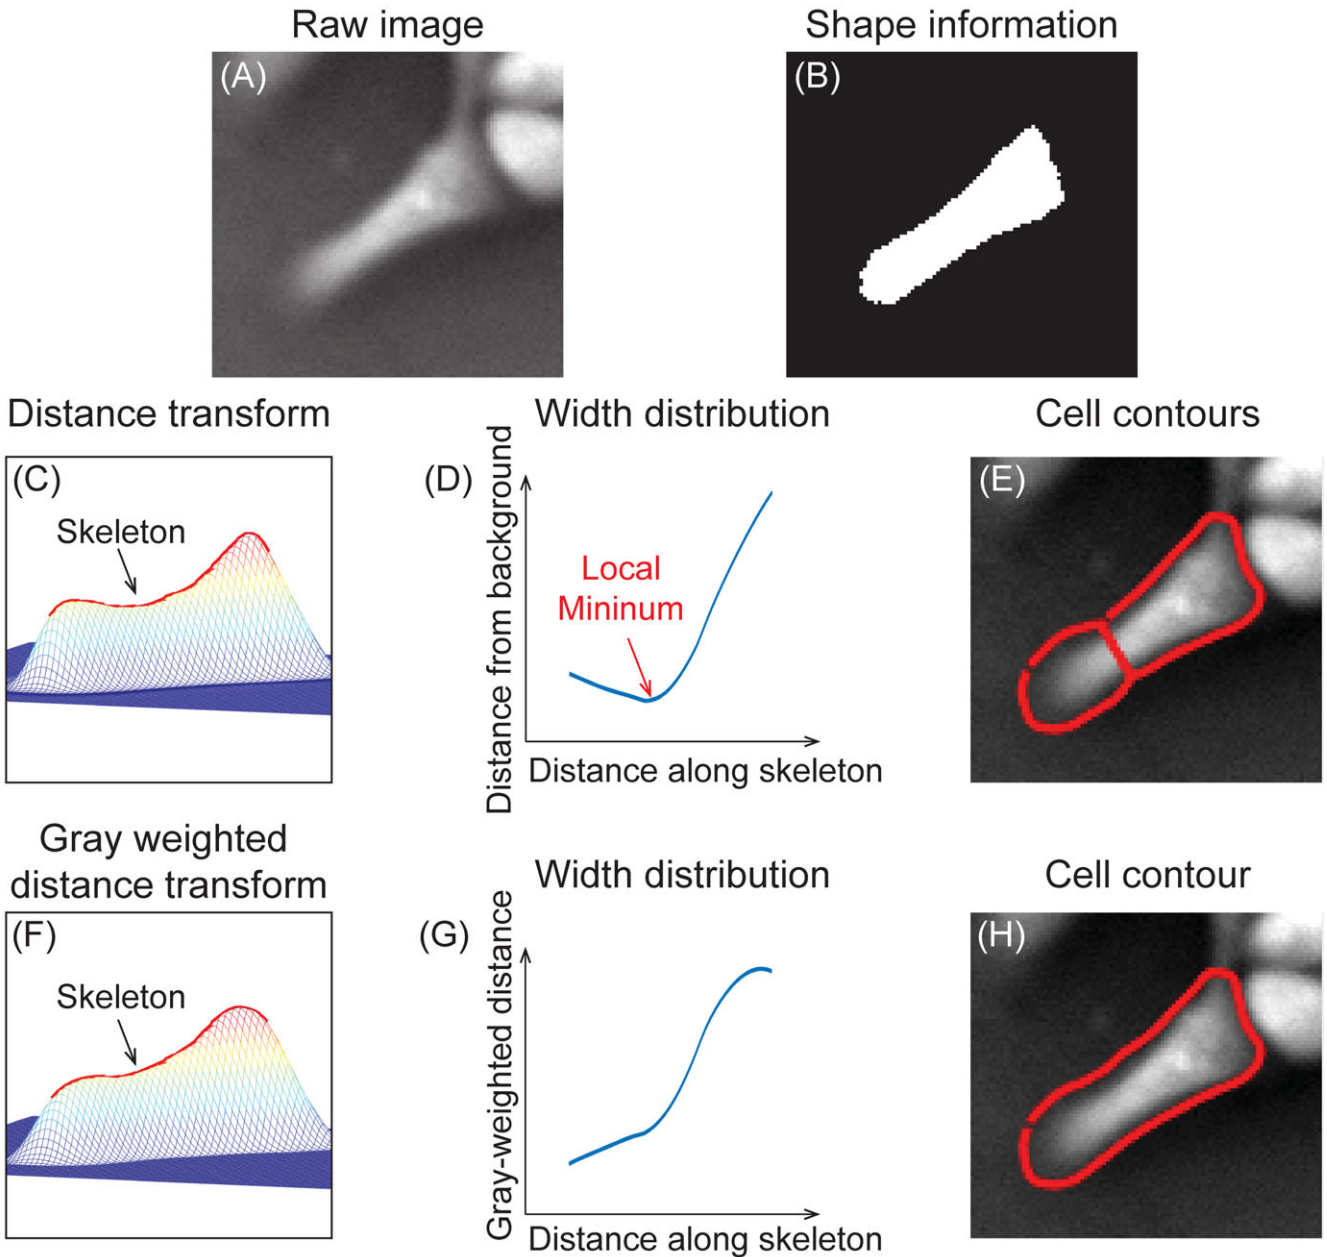 Raw image
Shape information
(A)
(B)
Distance transform
Width distribution
Cell contours
(C)
Skeleton
(D)
Distance from background
Local
Mininum
Distance along skeleton
(E)
Gray weighted
distance transform
Width distribution
Cell contour
(F)
Skeleton
(G)
Gray-weighted distance
Distance along skeleton
(H)